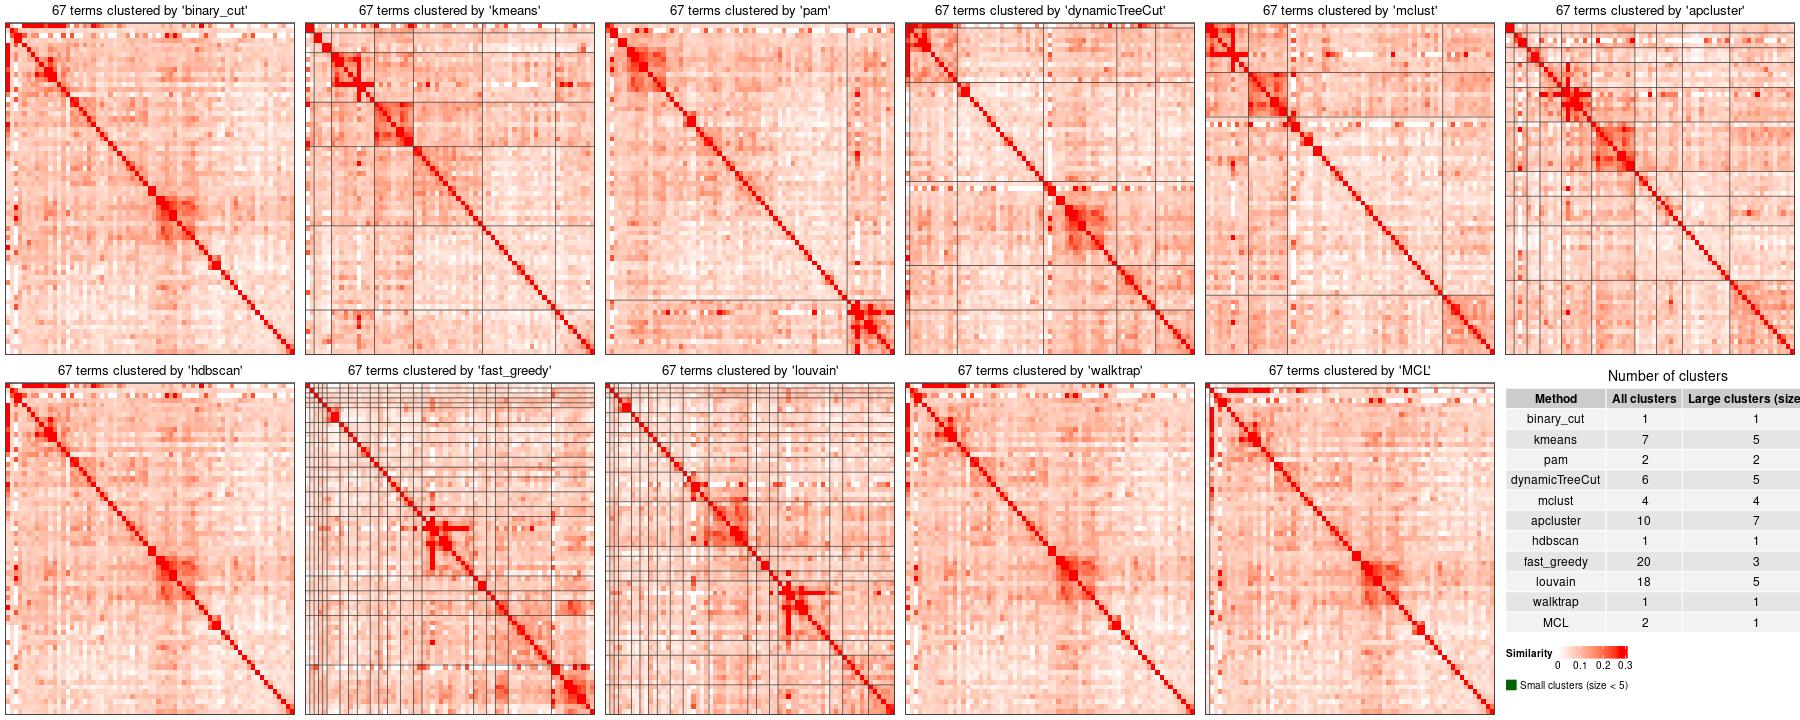 67 terms clustered by 'binary_cut'
67 terms clustered by 'kmeans'
67 terms clustered by 'pam'
67 terms clustered by 'dynamicTreeCut'
67 terms clustered by 'mclust'
67 terms clustered by 'apcluster'
67 terms clustered by 'hdbscan'
67 terms clustered by 'fast_greedy'
67 terms clustered by 'louvain'
67 terms clustered by 'walktrap'
67 terms clustered by 'MCL'
Number of clusters
Method All clusters Large clusters (size
binary_cut 1 1
kmeans 7 5
pam 2 2
dynamicTreeCut 6 5
mclust 4 4
apcluster 10 7
hdbscan 1 1
fast_greedy 20 3
louvain 18 5
walktrap 1 1
MCL 2 1
Similarity
0 0.1 0.2 0.3
Small clusters (size < 5)